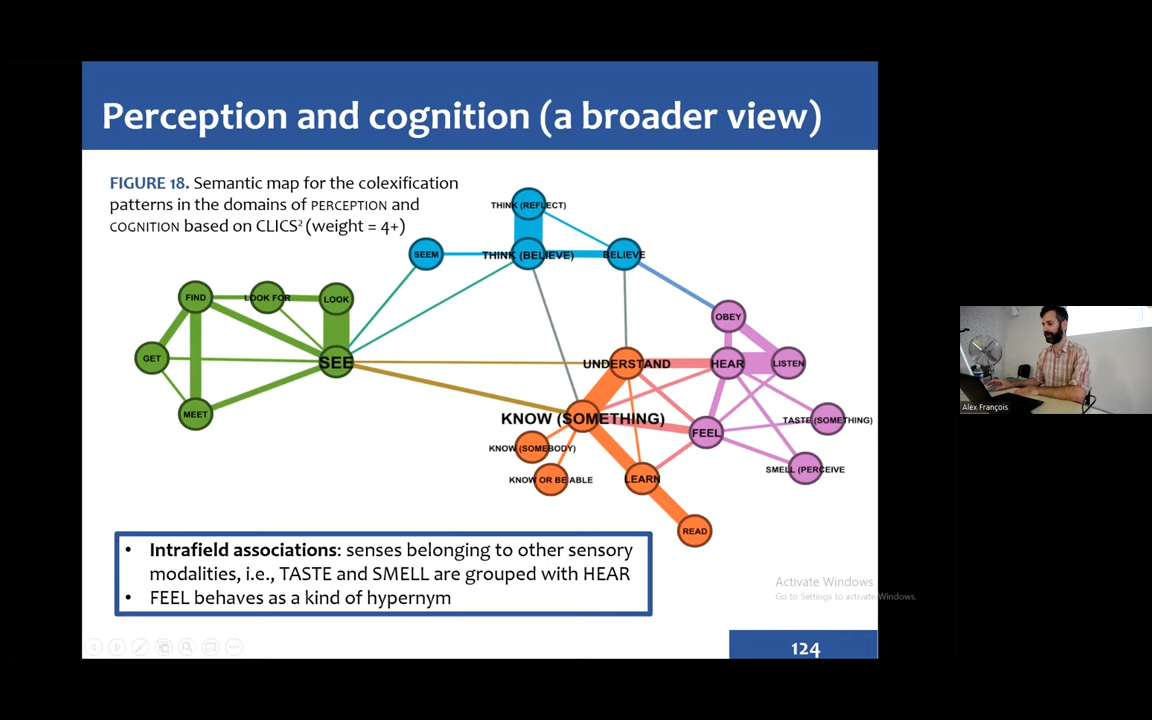 Perception and cognition (a broader view)
FIGURE 18. Semantic map for the colexification
patterns in the domains of PERCEPTION and
COGNITION based on CLICS² (weight = 4+)
THINK (REFLECT)
SEEM
THINK (BELIEVE)
BELIEVE
FIND
LOOK FOR
LOOK
OBEY
GET
SEE
UNDERSTAND
HEAR
LISTEN
MEET
KNOW (SOMETHING)
TASTE (SOMETHING)
FEEL
KNOW (SOMEBODY)
SMELL (PERCEIVE
KNOW OR BE ABLE
LEARN
READ
• Intrafield associations: senses belonging to other sensory
modalities, i.e., TASTE and SMELL are grouped with HEAR
• FEEL behaves as a kind of hypernym
Activate Windows
Go to Settings to activate Windows.
124
Alex François